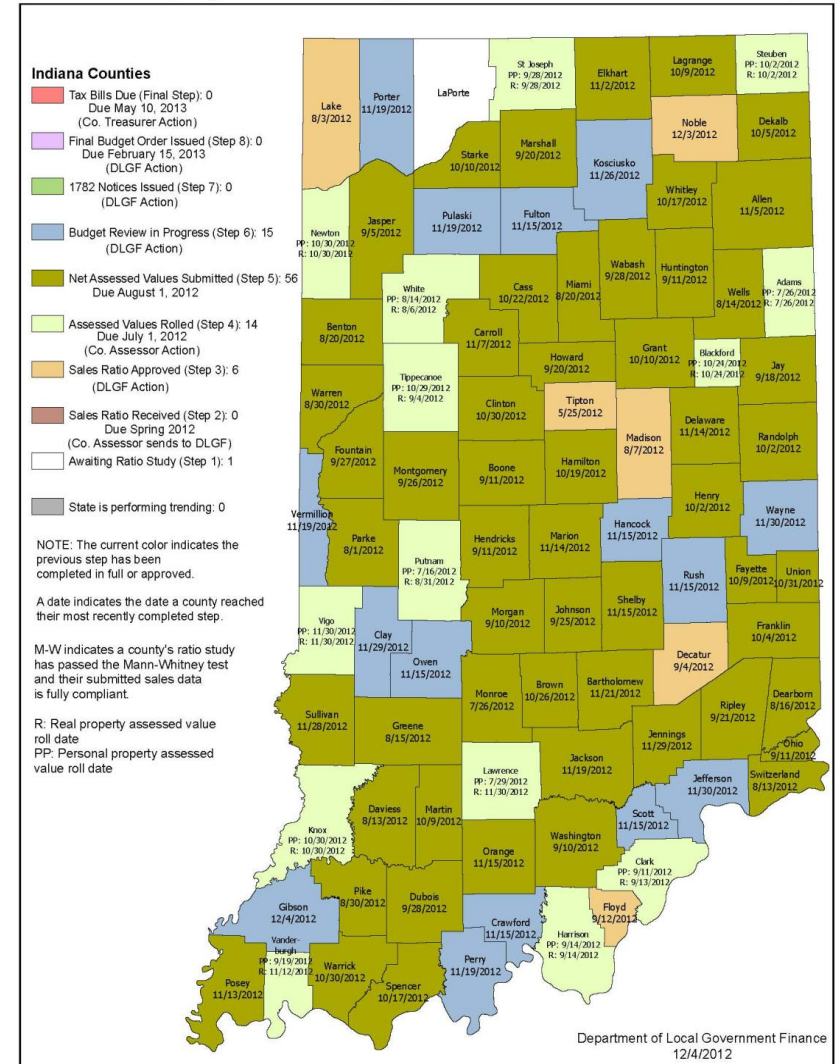 Indiana Counties
Tax Bills Due (Final Step): 0
Due May 10, 2013
(Co. Treasurer Action)
Final Budget Order Issued (Step 8): 0
Due February 15, 2013
(DLGF Action)
1782 Notices Issued (Step 7): 0
(DLGF Action)
Budget Review in Progress (Step 6): 15
(DLGF Action)
Net Assessed Values Submitted (Step 5): 56
Due August 1, 2012
Assessed Values Rolled (Step 4): 14
Due July 1, 2012
(Co. Assessor Action)
Sales Ratio Approved (Step 3): 6
(DLGF Action)
Sales Ratio Received (Step 2): 0
Due Spring 2012
(Co. Assessor sends to DLGF)
Awaiting Ratio Study (Step 1): 1
State is performing trending: 0
NOTE: The current color indicates the
previous step has been
completed in full or approved.
A date indicates the date a county reached
their most recently completed step.
M-W indicates a county's ratio study
has passed the Mann-Whitney test
and their submitted sales data
is fully compliant.
R: Real property assessed value
roll date
PP: Personal property assessed
value roll date
Lake
8/3/2012
Porter
11/19/2012
LaPorte
St Joseph
PP: 9/28/2012
R: 9/28/2012
Elkhart
11/2/2012
Lagrange
10/9/2012
Steuben
PP: 10/2/2012
R: 10/2/2012
Noble
12/3/2012
Dekalb
10/5/2012
Starke
10/10/2012
Marshall
9/20/2012
Kosciusko
11/26/2012
Whitley
10/17/2012
Allen
11/5/2012
Newton
PP: 10/30/2012
R: 10/30/2012
Jasper
9/5/2012
Pulaski
11/19/2012
Fulton
11/15/2012
Wabash
9/28/2012
Huntington
9/11/2012
Wells
8/14/2012
Adams
PP: 7/26/2012
R: 7/26/2012
White
PP: 8/14/2012
R: 8/6/2012
Cass
10/22/2012
Miami
8/20/2012
Benton
8/20/2012
Carroll
11/7/2012
Howard
9/20/2012
Grant
10/10/2012
Blackford
PP: 10/24/2012
R: 10/24/2012
Jay
9/18/2012
Tippecanoe
PP: 10/29/2012
R: 9/4/2012
Warren
8/30/2012
Clinton
10/30/2012
Tipton
5/25/2012
Madison
8/7/2012
Delaware
11/14/2012
Randolph
10/2/2012
Fountain
9/27/2012
Montgomery
9/26/2012
Boone
9/11/2012
Hamilton
10/19/2012
Henry
10/2/2012
Wayne
11/30/2012
Vermillion
11/19/2012
Parke
8/1/2012
Putnam
PP: 7/16/2012
R: 8/31/2012
Hendricks
9/11/2012
Marion
11/14/2012
Hancock
11/15/2012
Rush
11/15/2012
Fayette
10/9/2012
Union
10/31/2012
Vigo
PP: 11/30/2012
R: 11/30/2012
Clay
11/29/2012
Owen
11/15/2012
Morgan
9/10/2012
Johnson
9/25/2012
Shelby
11/15/2012
Franklin
10/4/2012
Decatur
9/4/2012
Sullivan
11/28/2012
Greene
8/15/2012
Monroe
7/26/2012
Brown
10/26/2012
Bartholomew
11/21/2012
Jennings
11/29/2012
Ripley
9/21/2012
Dearborn
8/16/2012
Ohio
9/11/2012
Switzerland
8/13/2012
Lawrence
PP: 7/29/2012
R: 11/30/2012
Jackson
11/19/2012
Jefferson
11/30/2012
Scott
11/15/2012
Knox
PP: 10/30/2012
R: 10/30/2012
Daviess
8/13/2012
Martin
10/9/2012
Orange
11/15/2012
Washington
9/10/2012
Clark
PP: 9/11/2012
R: 9/13/2012
Gibson
12/4/2012
Pike
8/30/2012
Dubois
9/28/2012
Crawford
11/15/2012
Harrison
PP: 9/14/2012
R: 9/14/2012
Floyd
9/12/2012
Posey
11/13/2012
Vander-
burgh
PP: 9/19/2012
R: 11/12/2012
Warrick
10/30/2012
Spencer
10/17/2012
Perry
11/19/2012
Department of Local Government Finance
12/4/2012